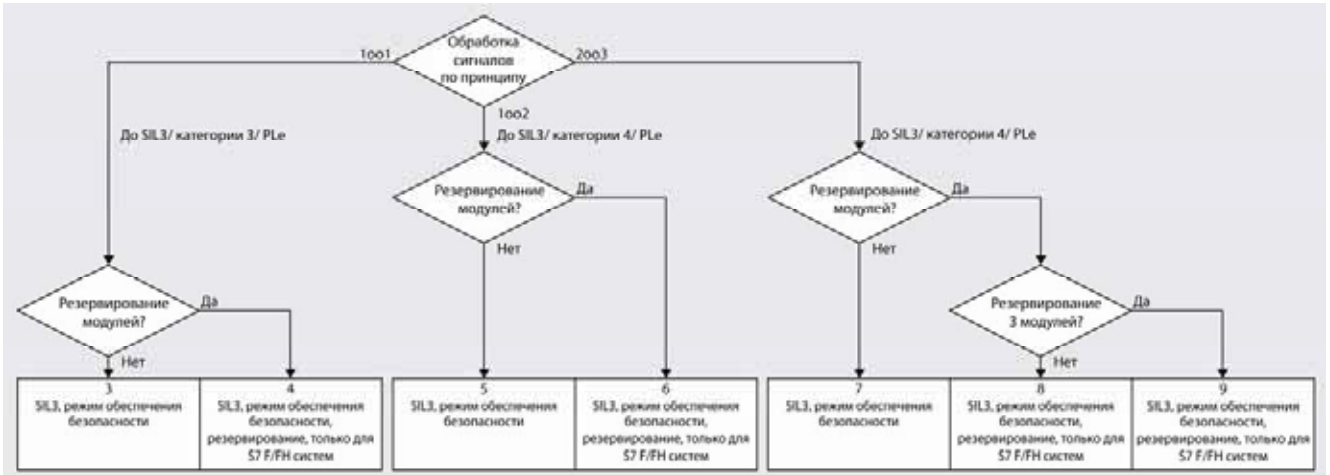 Обработка
сигналов
по принципу
1oo1
2oo3
1oo2
До SIL3/ категории 3/ PLe
До SIL3/ категории 4/ PLe
До SIL3/ категории 4/ PLe
Резервирование
модулей?
Да
Нет
Резервирование
модулей?
Да
Нет
Резервирование
модулей?
Да
Нет
Резервирование
3 модулей?
Да
Нет
3
SIL3, режим обеспечения
безопасности
4
SIL3, режим обеспечения
безопасности,
резервирование, только для
S7 F/FH систем
5
SIL3, режим обеспечения
безопасности
6
SIL3, режим обеспечения
безопасности,
резервирование, только для
S7 F/FH систем
7
SIL3, режим обеспечения
безопасности
8
SIL3, режим обеспечения
безопасности,
резервирование, только для
S7 F/FH систем
9
SIL3, режим обеспечения
безопасности,
резервирование, только для
S7 F/FH систем